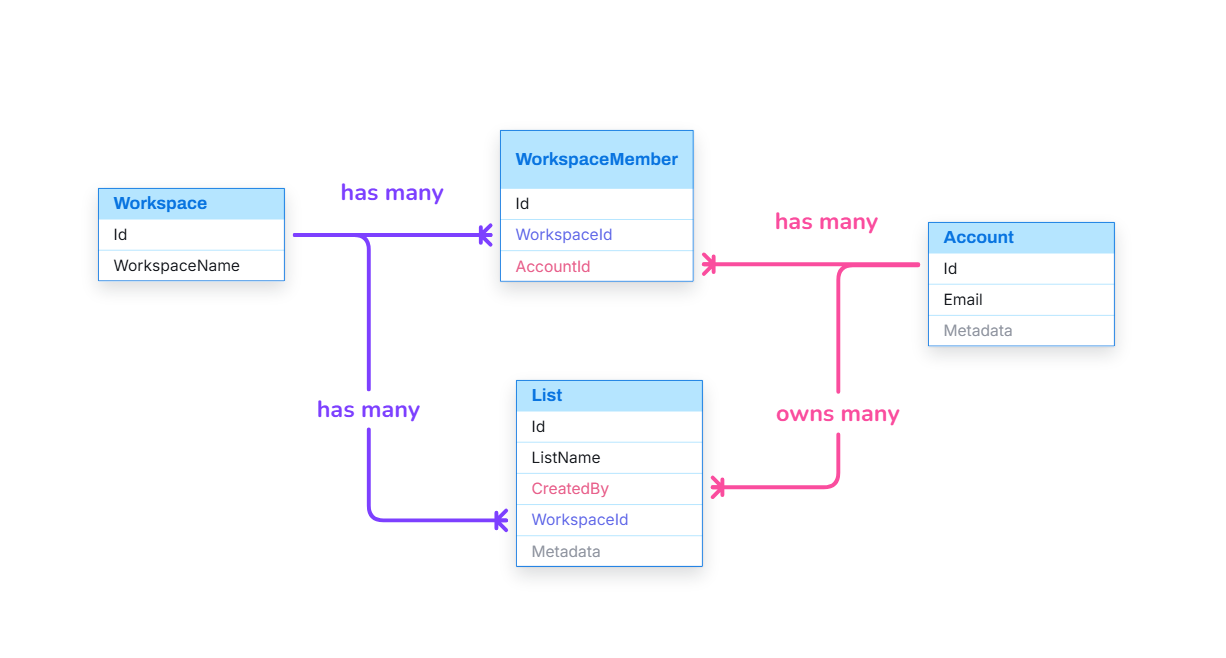 Workspace
Id
WorkspaceName
has many
WorkspaceMember
Id
WorkspaceId
AccountId
has many
Account
Id
Email
Metadata
has many
List
Id
ListName
CreatedBy
WorkspaceId
Metadata
owns many